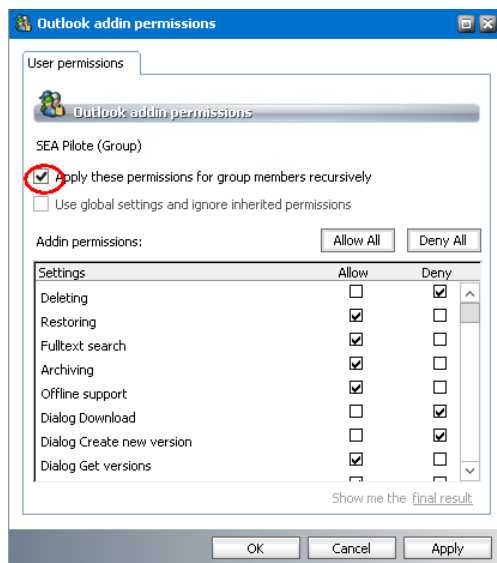 Outlook addin permissions
User permissions
Outlook addin permissions
SEA Pilote (Group)
Apply these permissions for group members recursively
Use global settings and ignore inherited permissions
Addin permissions: Allow All Deny All
Settings Allow Deny
Deleting
Restoring
Fulltext search
Archiving
Offline support
Dialog Download
Dialog Create new version
Dialog Get versions
Show me the final result
OK Cancel Apply